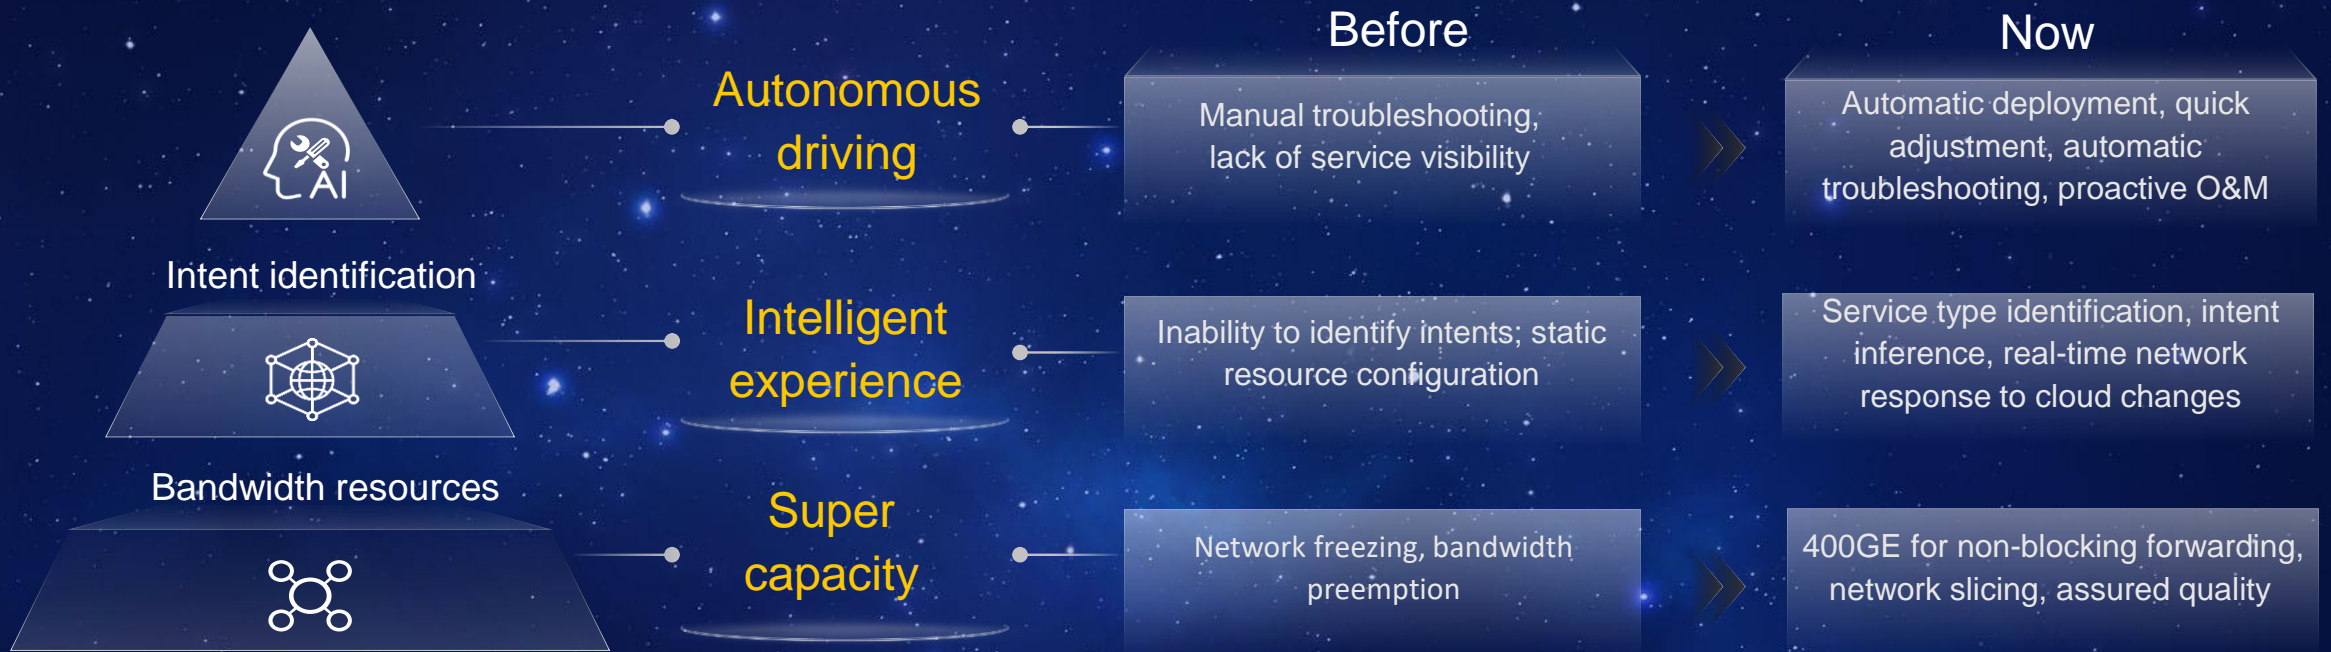 Before
Now
AI
Autonomous
driving
Manual troubleshooting,
lack of service visibility
Automatic deployment, quick
adjustment, automatic
troubleshooting, proactive O&M
Intent identification
Intelligent
experience
Inability to identify intents; static
resource configuration
Service type identification, intent
inference, real-time network
response to cloud changes
Bandwidth resources
Super
capacity
Network freezing, bandwidth
preemption
400GE for non-blocking forwarding,
network slicing, assured quality